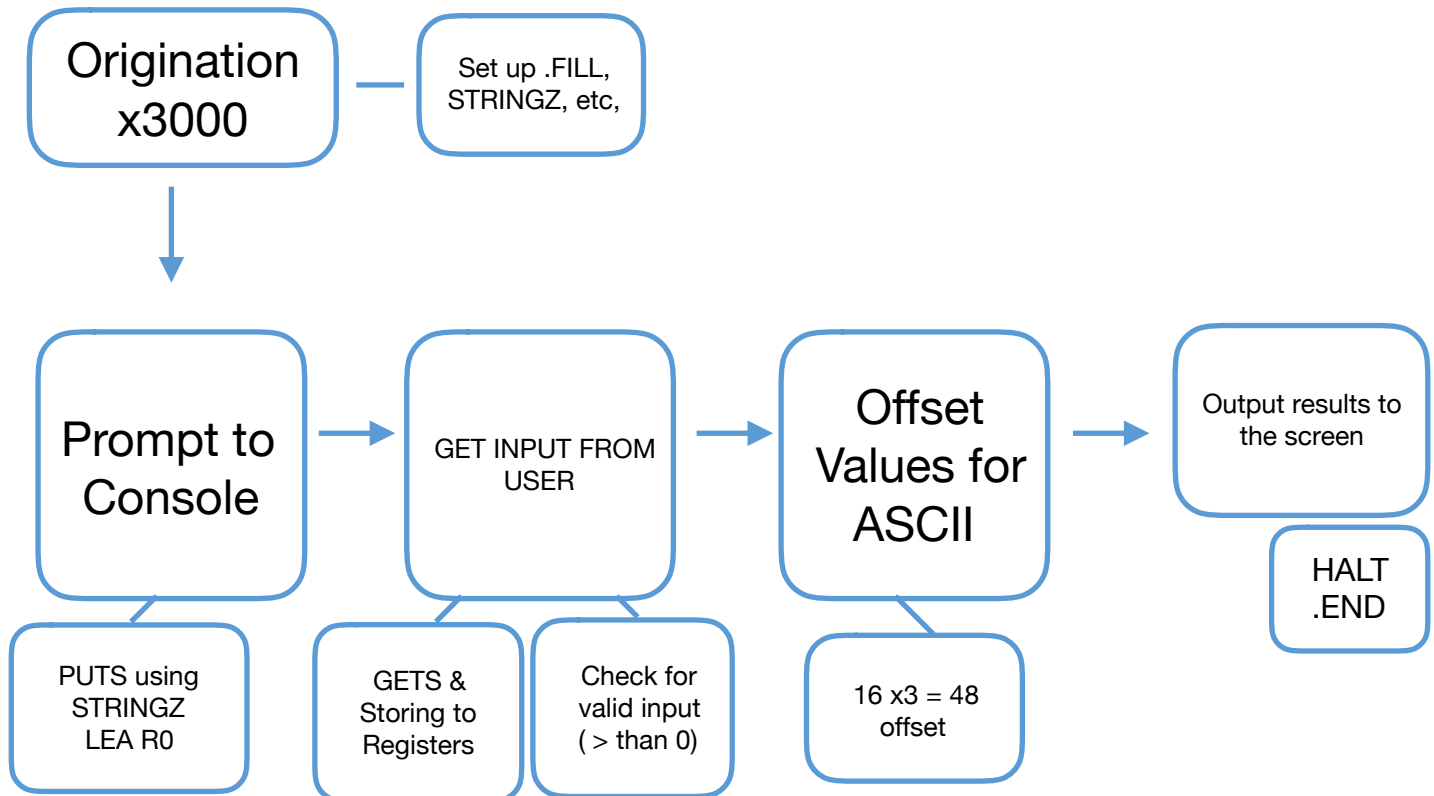 Origination
x3000
Set up .FILL,
STRINGZ, etc,
Prompt to
Console
GET INPUT FROM
USER
Offset
Values for
ASCII
Output results to
the screen
HALT
.END
PUTS using
STRINGZ
LEA R0
GETS &
Storing to
Registers
Check for
valid input
( > than 0)
16 x3 = 48
offset